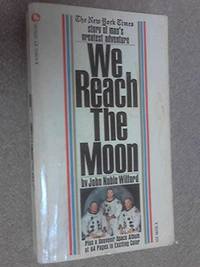 The New York Times
story of man's
greatest adventure
We
Reach
The
Moon
by John Noble Wilford
Plus a Souvenir Space Album
of 64 Pages in Exciting Color